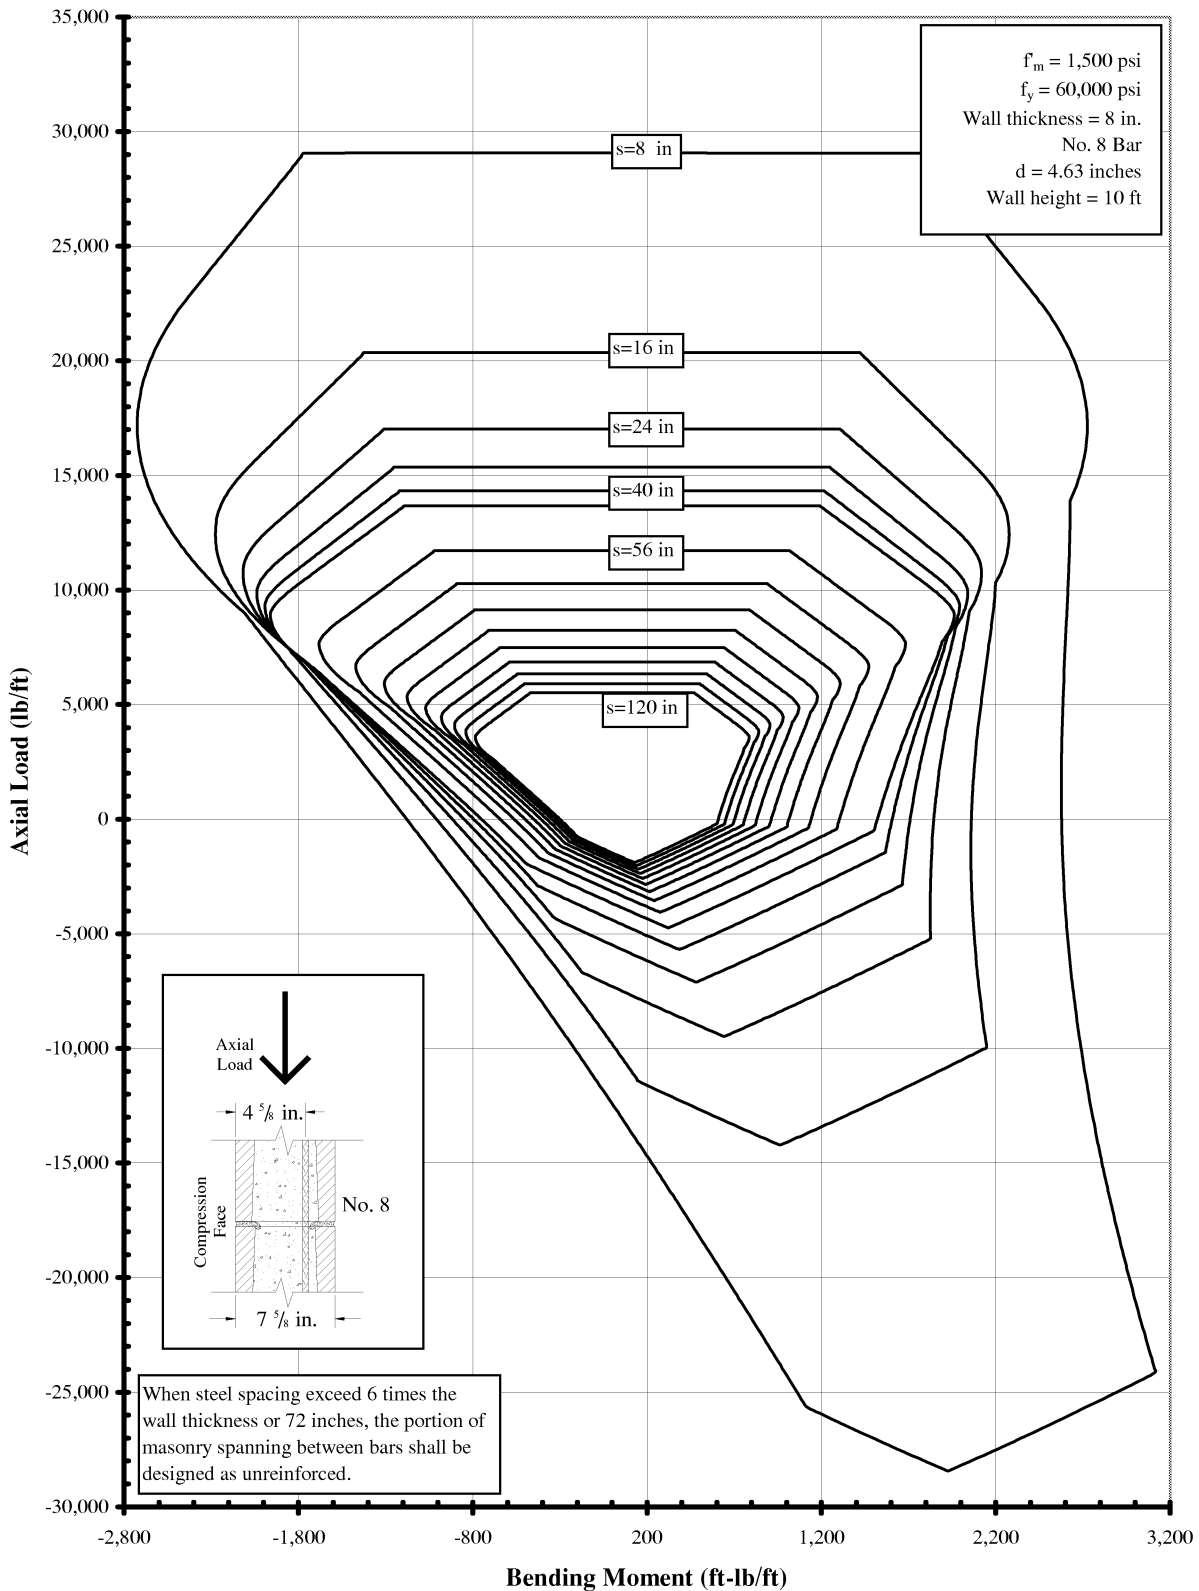 35,000
30,000
25,000
20,000
15,000
10,000
5,000
0
-5,000
-10,000
-15,000
-20,000
-25,000
-30,000
Axial Load (lb/ft)
-2,800
-1,800
-800
200
1,200
2,200
3,200
Bending Moment (ft-lb/ft)
f'm = 1,500 psi
fy = 60,000 psi
Wall thickness = 8 in.
No. 8 Bar
d = 4.63 inches
Wall height = 10 ft
s=8 in
s=16 in
s=24 in
s=40 in
s=56 in
s=120 in
Axial
Load
4 5/8 in.
Compression
Face
No. 8
7 5/8 in.
When steel spacing exceed 6 times the
wall thickness or 72 inches, the portion of
masonry spanning between bars shall be
designed as unreinforced.